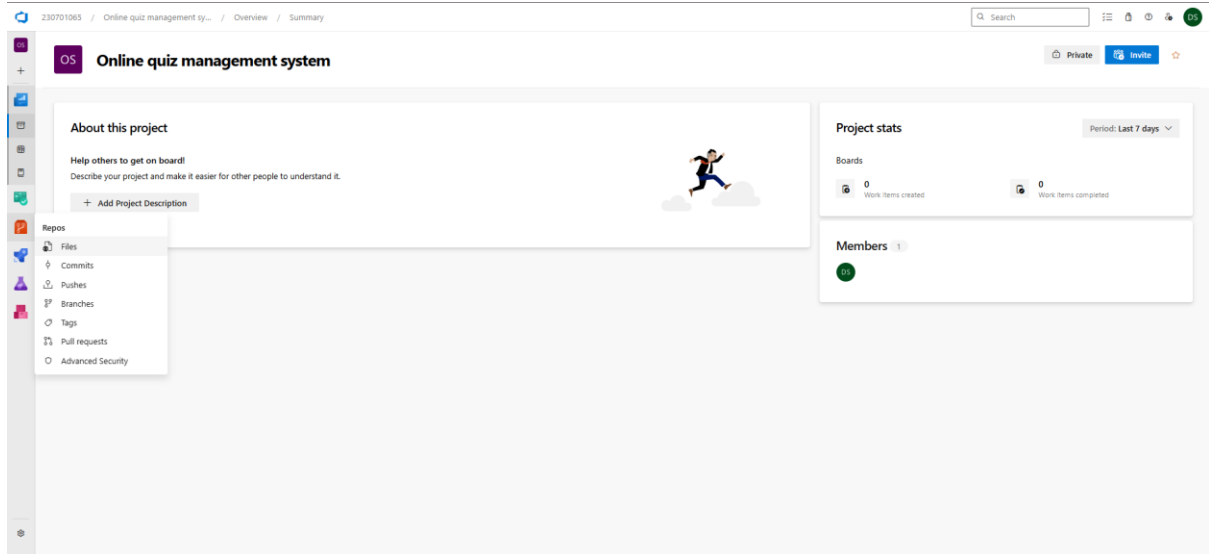 230701065 / Online quiz management sy... / Overview / Summary
Search
DS
OS
OS
Online quiz management system
Private
Invite
About this project
Help others to get on board!
Describe your project and make it easier for other people to understand it.
+ Add Project Description
Project stats
Period: Last 7 days
Boards
0
Work items created
0
Work items completed
Members 1
DS
Repos
Files
Commits
Pushes
Branches
Tags
Pull requests
Advanced Security